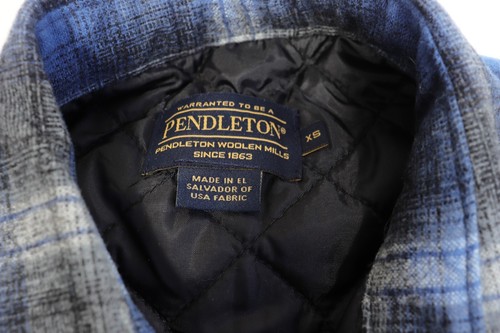 WARRANTED TO BE A
PENDLETON®
PENDLETON WOOLEN MILLS
SINCE 1863
XS
MADE IN EL
SALVADOR OF
USA FABRIC